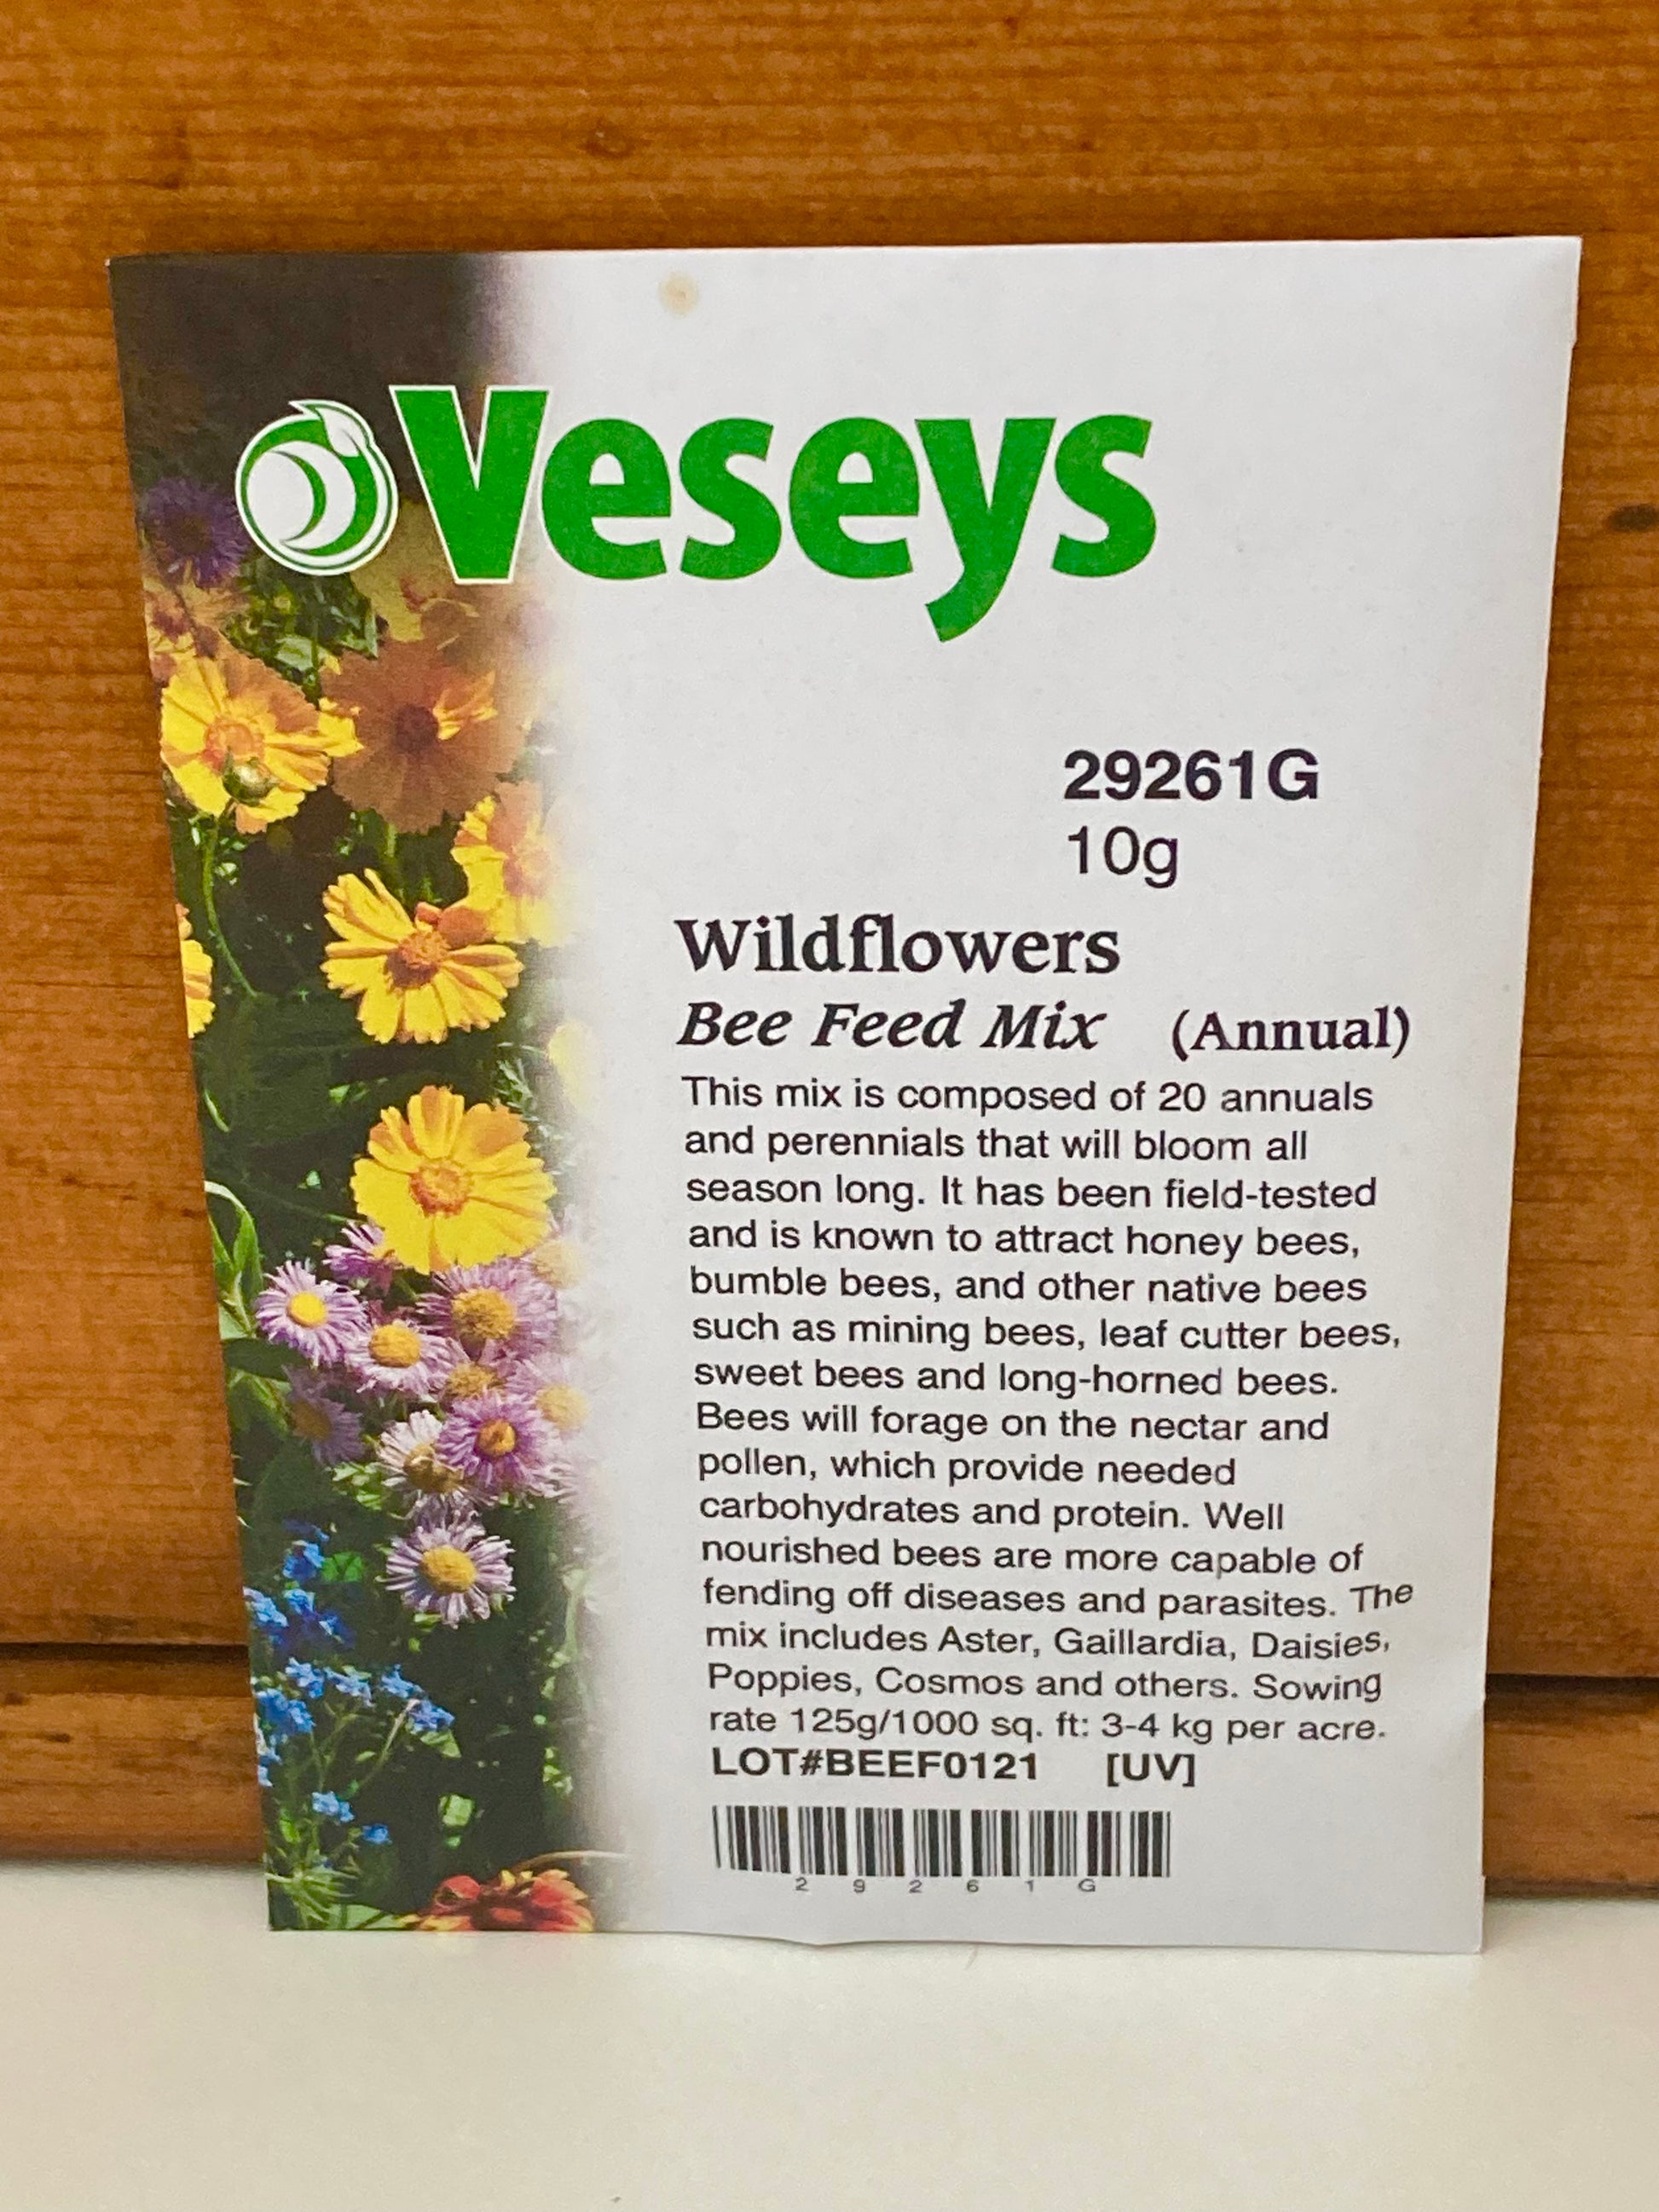 Veseys
29261G
10g
Wildflowers
Bee Feed Mix (Annual)
This mix is composed of 20 annuals
and perennials that will bloom all
season long. It has been field-tested
and is known to attract honey bees,
bumble bees, and other native bees
such as mining bees, leaf cutter bees,
sweet bees and long-horned bees.
Bees will forage on the nectar and
pollen, which provide needed
carbohydrates and protein. Well
nourished bees are more capable of
fending off diseases and parasites. The
mix includes Aster, Gaillardia, Daisies,
Poppies, Cosmos and others. Sowing
rate 125g/1000 sq. ft: 3-4 kg per acre.
LOT#BEEF0121 [UV]
2 9 2 6 1 G